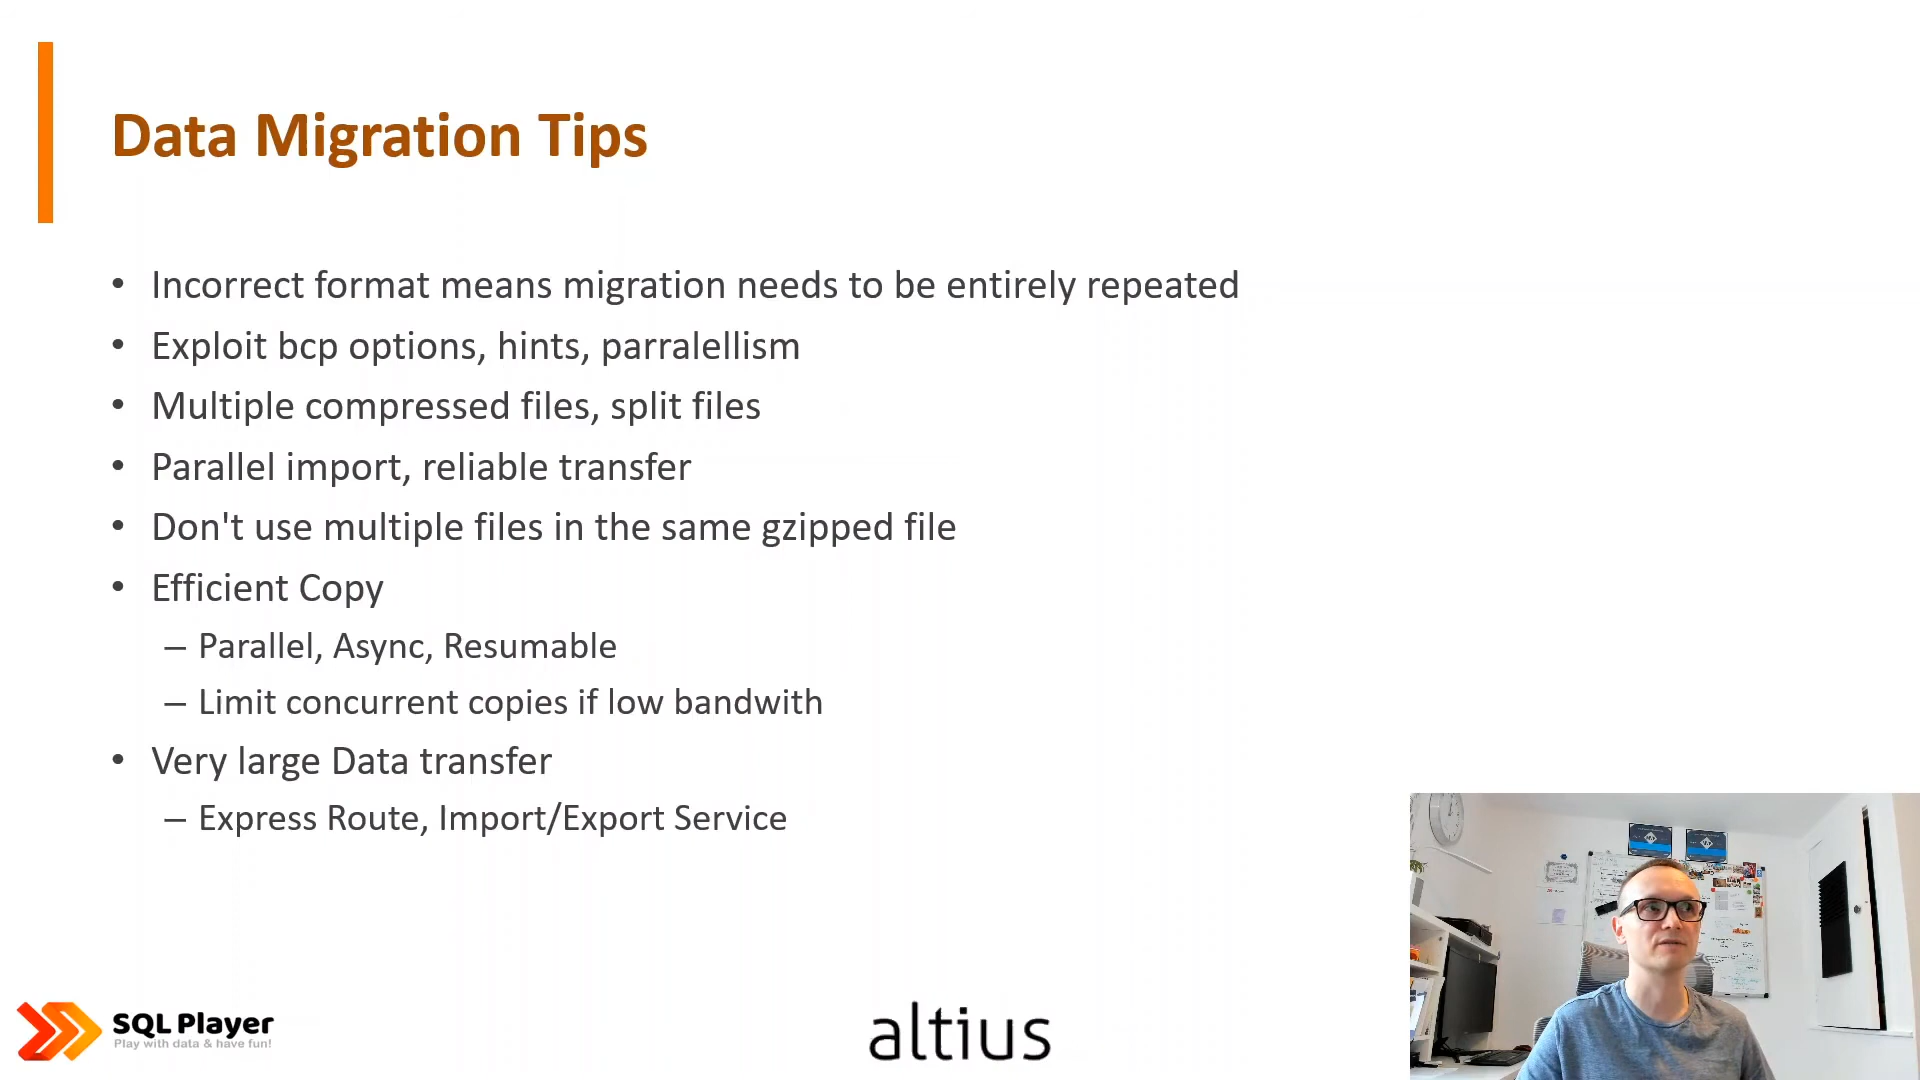 Data Migration Tips
• Incorrect format means migration needs to be entirely repeated
• Exploit bcp options, hints, parralellism
• Multiple compressed files, split files
• Parallel import, reliable transfer
• Don't use multiple files in the same gzipped file
• Efficient Copy
– Parallel, Async, Resumable
– Limit concurrent copies if low bandwith
• Very large Data transfer
– Express Route, Import/Export Service
SQL Player
Play with data & have fun!
altius